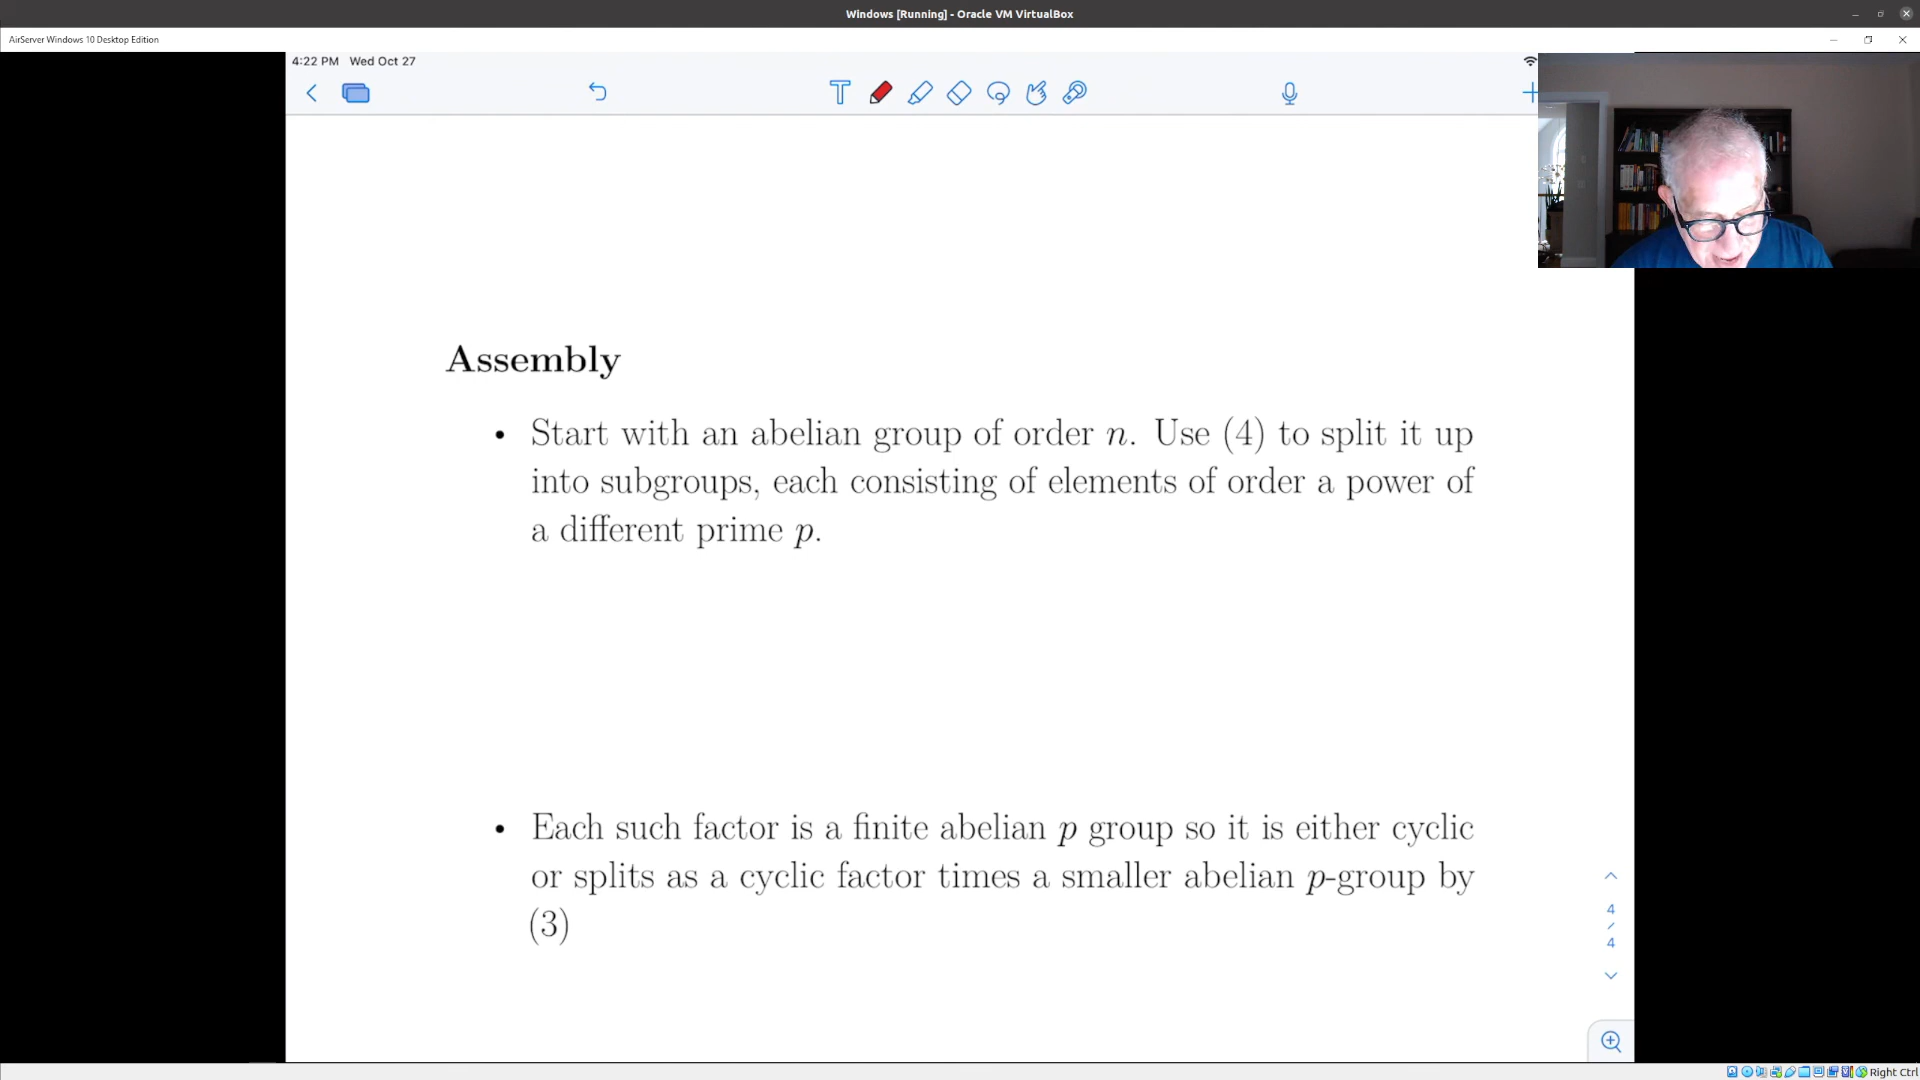 Windows [Running] - Oracle VM VirtualBox
AirServer Windows 10 Desktop Edition
4:22 PM Wed Oct 27
Assembly
• Start with an abelian group of order n. Use (4) to split it up
into subgroups, each consisting of elements of order a power of
a different prime p.
• Each such factor is a finite abelian p group so it is either cyclic
or splits as a cyclic factor times a smaller abelian p-group by
(3)
4
/
4
Right Ctrl